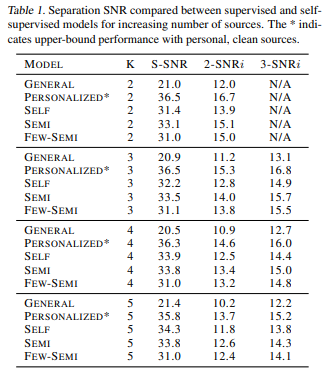 Table 1. Separation SNR compared between supervised and self-
supervised models for increasing number of sources. The * indi-
cates upper-bound performance with personal, clean sources.
MODEL K S-SNR 2-SNRi 3-SNRi
GENERAL 2 21.0 12.0 N/A
PERSONALIZED* 2 36.5 16.7 N/A
SELF 2 31.4 13.9 N/A
SEMI 2 33.1 15.1 N/A
FEW-SEMI 2 31.0 15.0 N/A
GENERAL 3 20.9 11.2 13.1
PERSONALIZED* 3 36.5 15.3 16.8
SELF 3 32.2 12.8 14.9
SEMI 3 33.5 14.0 15.7
FEW-SEMI 3 31.1 13.8 15.5
GENERAL 4 20.5 10.9 12.7
PERSONALIZED* 4 36.3 14.6 16.0
SELF 4 33.9 12.5 14.4
SEMI 4 33.8 13.4 15.0
FEW-SEMI 4 31.0 13.2 14.8
GENERAL 5 21.4 10.2 12.2
PERSONALIZED* 5 35.8 13.7 15.2
SELF 5 34.3 11.8 13.8
SEMI 5 33.8 12.6 14.3
FEW-SEMI 5 31.0 12.4 14.1